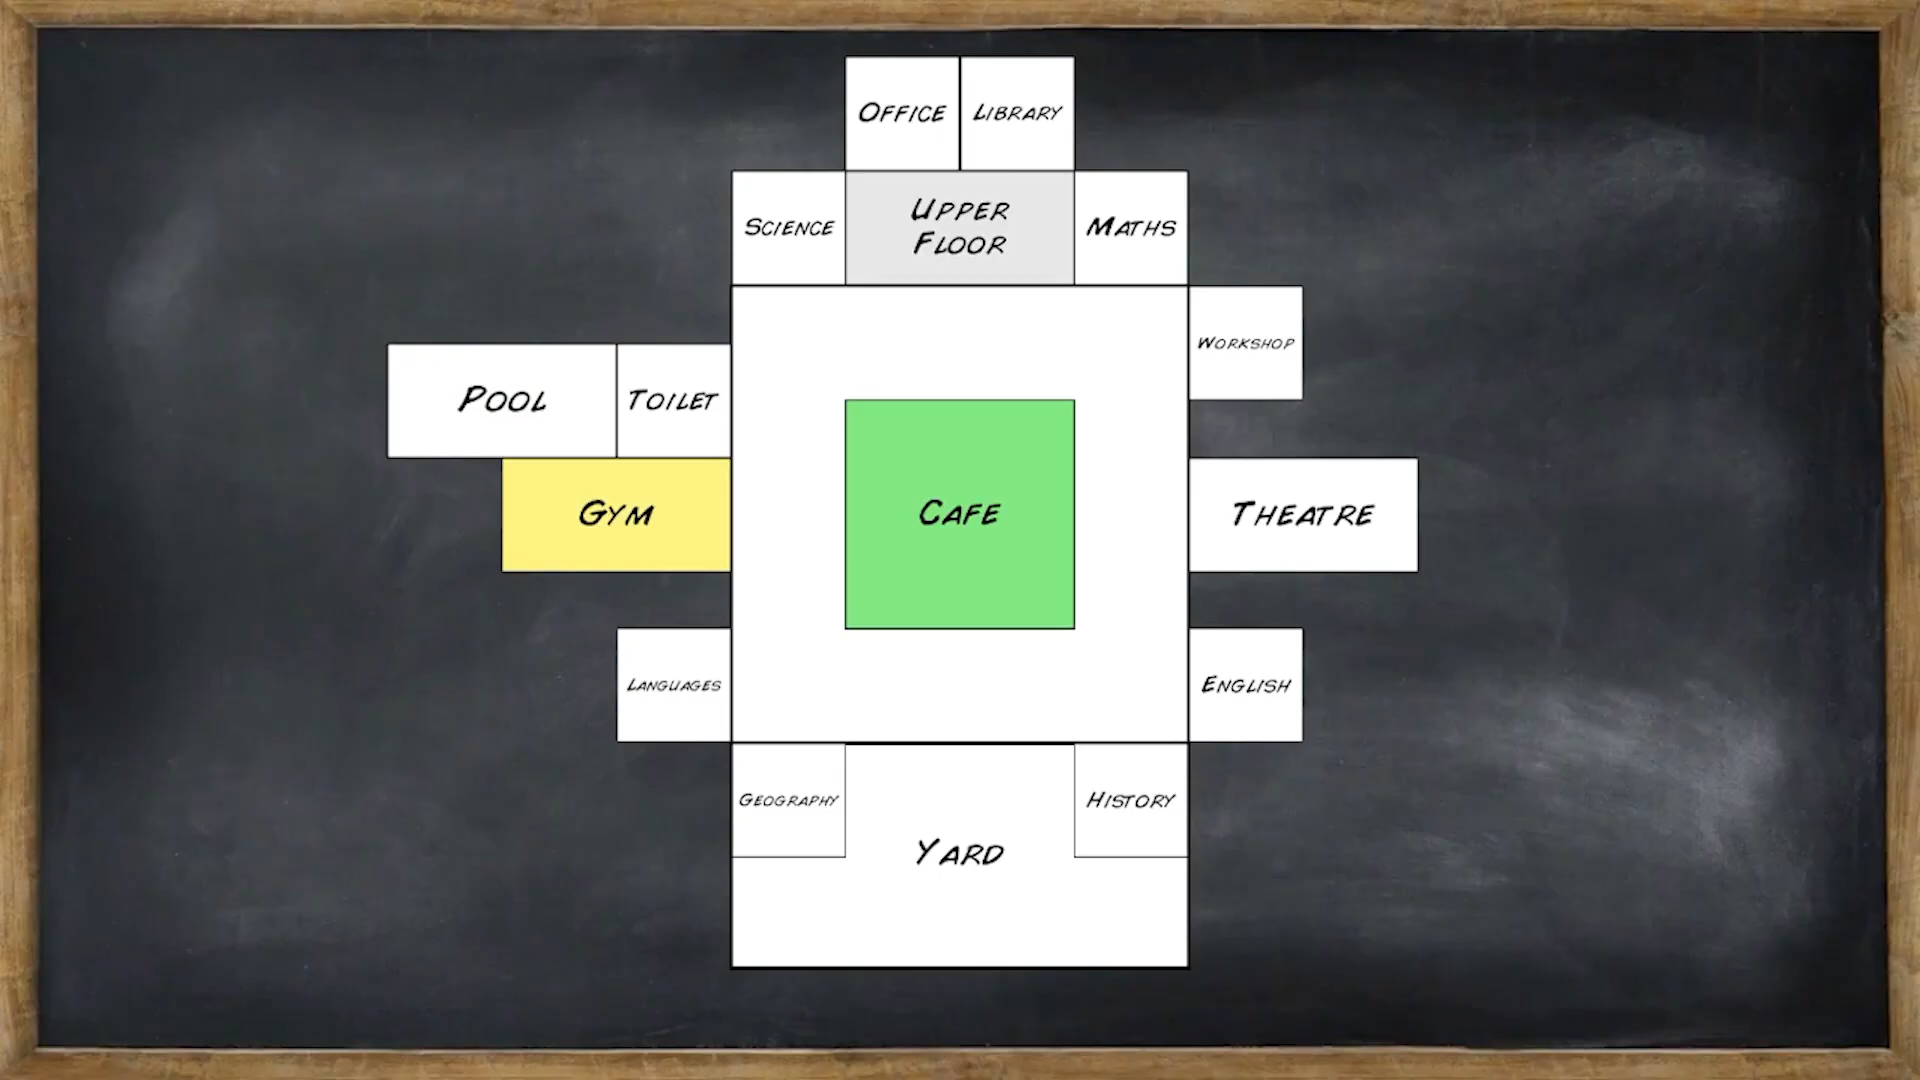 OFFICE
LIBRARY
SCIENCE
UPPER
FLOOR
MATHS
WORKSHOP
POOL
TOILET
GYM
CAFE
THEATRE
LANGUAGES
ENGLISH
GEOGRAPHY
HISTORY
YARD